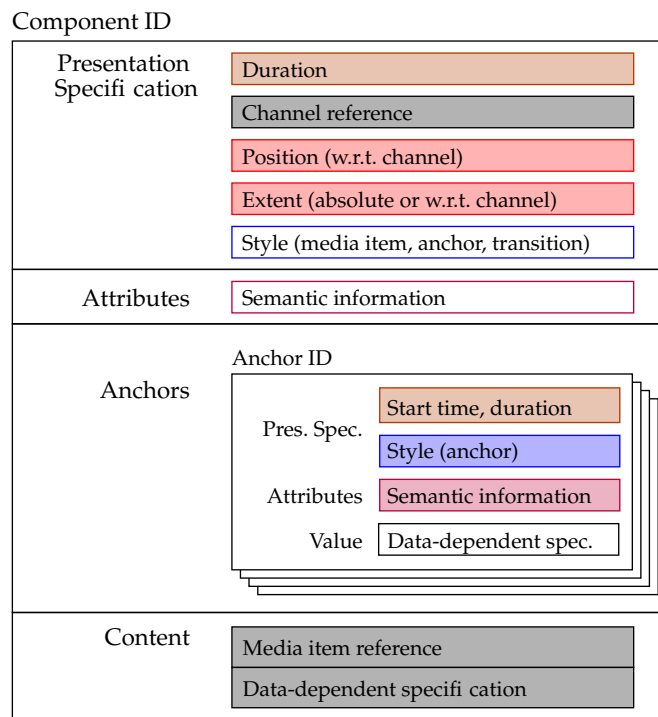 Component ID
Presentation
Specifi cation
Duration
Channel reference
Position (w.r.t. channel)
Extent (absolute or w.r.t. channel)
Style (media item, anchor, transition)
Attributes
Semantic information
Anchors
Anchor ID
Pres. Spec.
Start time, duration
Style (anchor)
Attributes
Semantic information
Value
Data-dependent spec.
Content
Media item reference
Data-dependent specifi cation